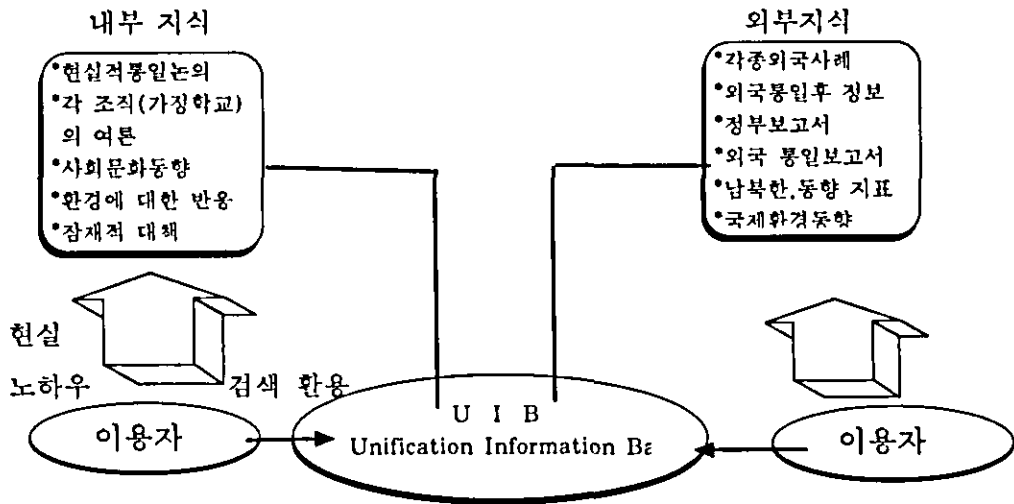 내부 지식
외부지식
*현실적통일논의
*각 조직(가정학교)
의 여론
*사회문화동향
*환경에 대한 반응
*잠재적 대책
*각종외국사례
*외국통일후 정보
*정부보고서
*외국 통일보고서
*남북한.동향 지표
*국제환경동향
현실
노하우
검색 활용
이용자
U I B
Unification Information Ba
이용자